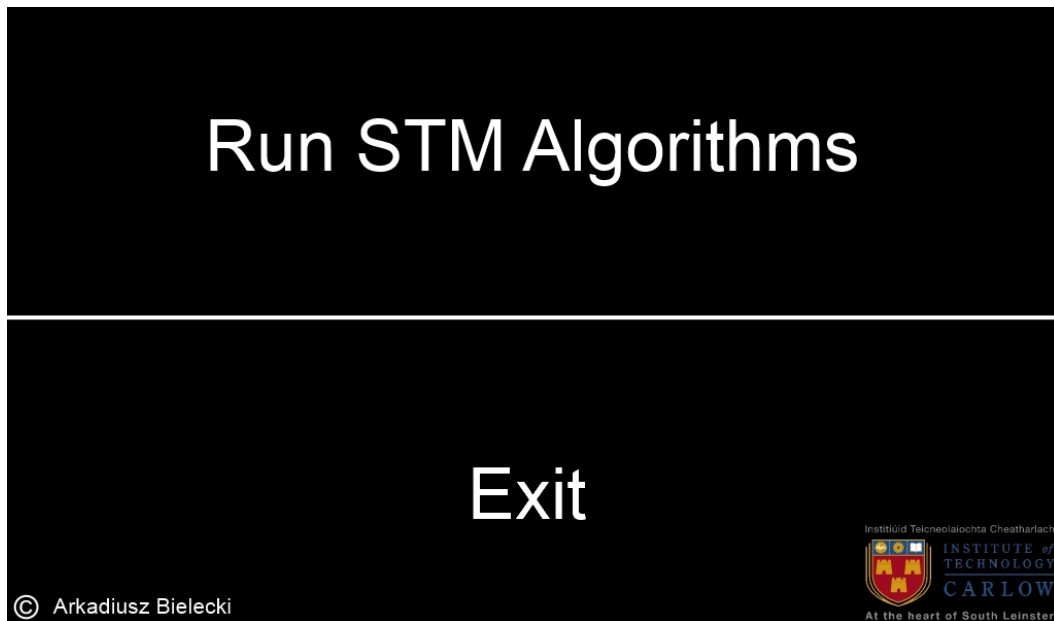 Run STM Algorithms
Exit
Institiúid Teicneolaíochta Cheatharlach
INSTITUTE of
TECHNOLOGY
CARLOW
At the heart of South Leinster
© Arkadiusz Bielecki